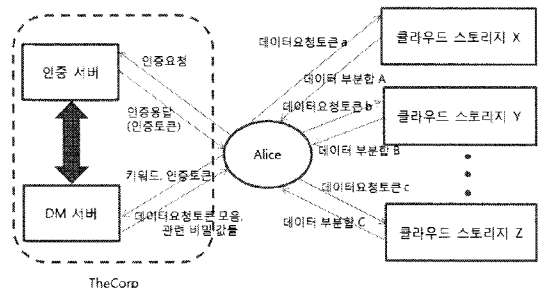 인증 서버
인증요청
인증응답
(인증토큰)
DM 서버
키워드, 인증토큰
데이터요청토큰 모음,
관련 비밀값들
TheCorp
Alice
데이터요청토큰 a
데이터 부분합 A
데이터요청토큰 b
데이터 부분합 B
데이터요청토큰 c
데이터 부분합 C
클라우드 스토리지 X
클라우드 스토리지 Y
클라우드 스토리지 Z